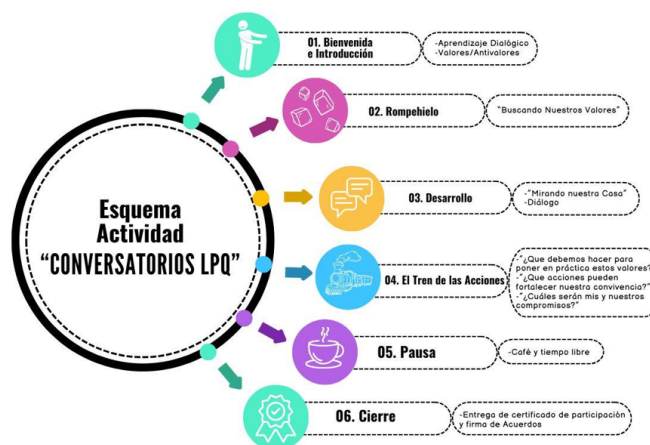 Esquema
Actividad
"CONVERSATORIOS LPQ"
01. Bienvenida
e Introducción
-Aprendizaje Dialógico
-Valores/Antivalores
02. Rompehielo
"Buscando Nuestros Valores"
03. Desarrollo
-"Mirando nuestra Casa"
-Diálogo
04. El Tren de las Acciones
-"¿Que debemos hacer para
poner en práctica estos valores?
-"¿Que acciones pueden
fortalecer nuestra convivencia?"
-"¿Cuáles serán mis y nuestros
compromisos?"
05. Pausa
-Café y tiempo libre
06. Cierre
-Entrega de certificado de participación
y firma de Acuerdos